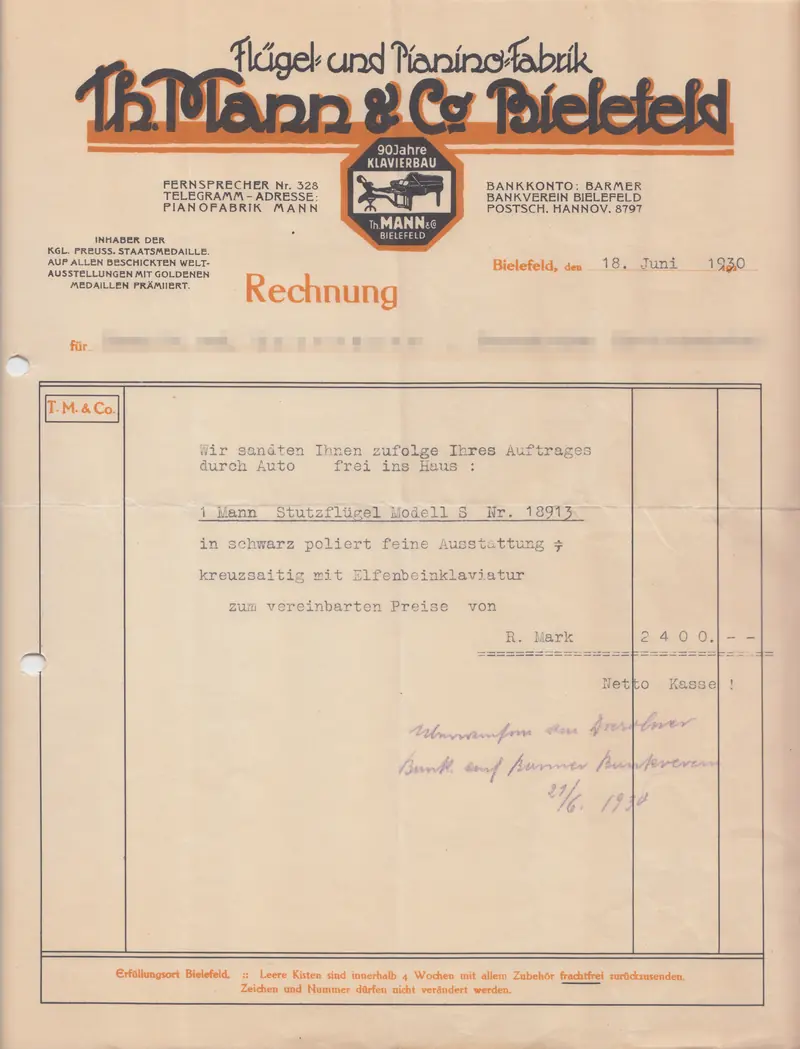 Flügel- und Pianino-Fabrik
Th. Mann & Co Bielefeld
90 Jahre
KLAVIERBAU
Th. MANN & Co
BIELEFELD
FERNSPRECHER Nr. 328
TELEGRAMM-ADRESSE:
PIANOFABRIK MANN
BANKKONTO: BARMER
BANKVEREIN BIELEFELD
POSTSCH. HANNOV. 8797
INHABER DER
KGL. PREUSS. STAATSMEDAILLE.
AUF ALLEN BESCHICKTEN WELT-
AUSSTELLUNGEN MIT GOLDENEN
MEDAILLEN PRÄMIIERT.
Bielefeld, den 18. Juni 1930
Rechnung
für
T. M. & Co.
Wir sandten Ihnen zufolge Ihres Auftrages
durch Auto frei ins Haus :
1 Mann Stutzflügel Modell S Nr. 18913
in schwarz poliert feine Ausstattung
kreuzsaitig mit Elfenbeinklaviatur
zum vereinbarten Preise von
R. Mark 2400.--
Netto Kasse !
Überwiesen am Dresdner
Bank auf Barmer Bankverein
21/6. 1930
Erfüllungsort Bielefeld. :: Leere Kisten sind innerhalb 4 Wochen mit allem Zubehör frachtfrei zurückzusenden.
Zeichen und Nummer dürfen nicht verändert werden.